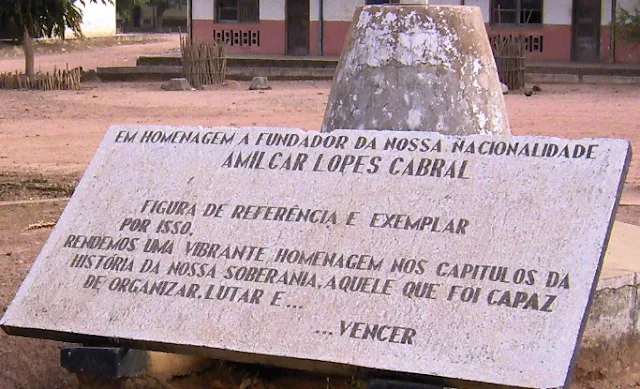 EM HOMENAGEM A FUNDADOR DA NOSSA NACIONALIDADE
AMILCAR LOPES CABRAL
FIGURA DE REFERÊNCIA E EXEMPLAR
POR ISSO,
RENDEMOS UMA VIBRANTE HOMENAGEM NOS CAPITULOS DA
HISTÓRIA DA NOSSA SOBERANIA, AQUELE QUE FOI CAPAZ
DE ORGANIZAR, LUTAR E ...
... VENCER